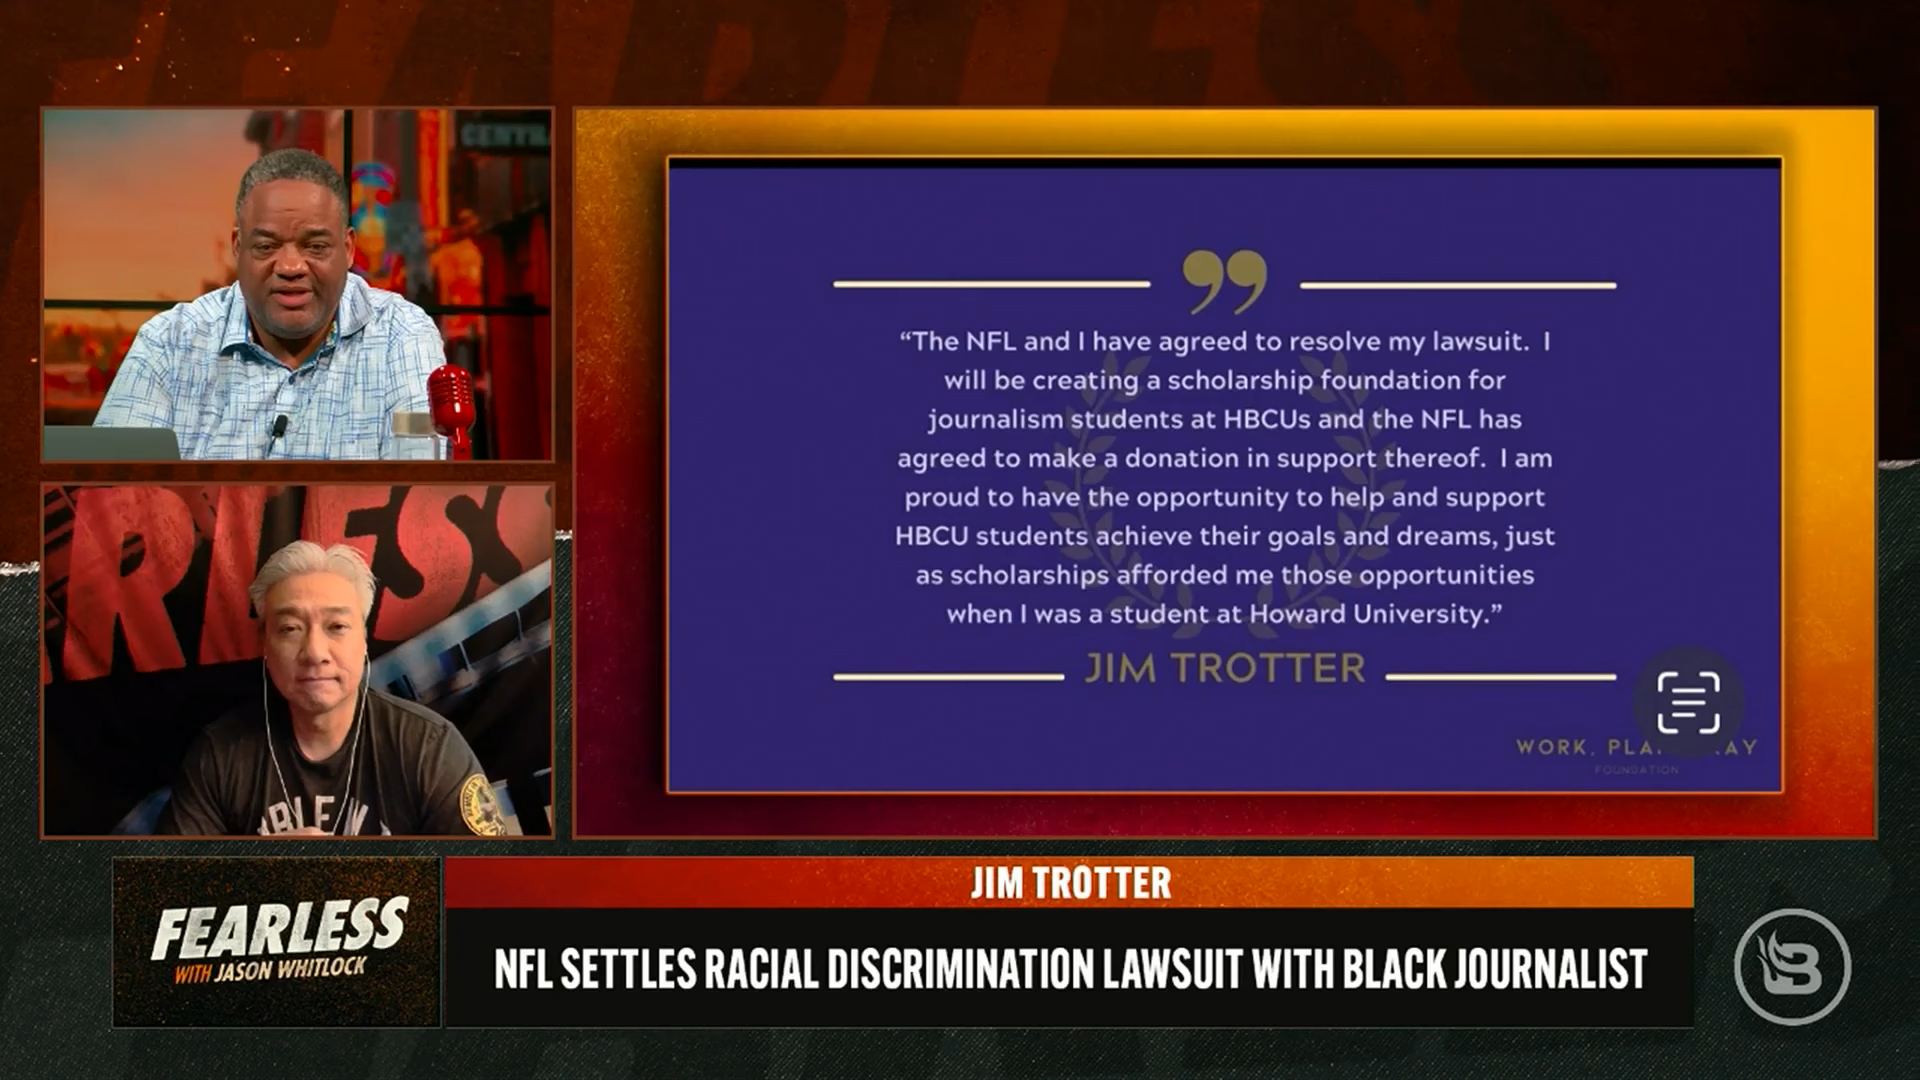 ”
“The NFL and I have agreed to resolve my lawsuit. I
will be creating a scholarship foundation for
journalism students at HBCUs and the NFL has
agreed to make a donation in support thereof. I am
proud to have the opportunity to help and support
HBCU students achieve their goals and dreams, just
as scholarships afforded me those opportunities
when I was a student at Howard University.”
JIM TROTTER
WORK,
FOUNDATION
JIM TROTTER
FEARLESS
WITH JASON WHITLOCK
NFL SETTLES RACIAL DISCRIMINATION LAWSUIT WITH BLACK JOURNALIST
B